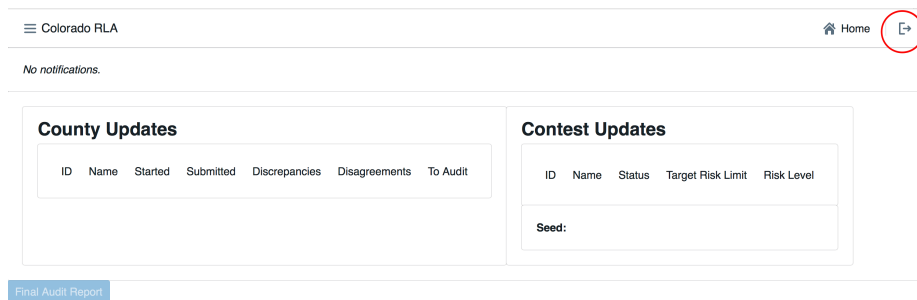 Colorado RLA Home
No notifications.
County Updates
ID Name Started Submitted Discrepancies Disagreements To Audit
Contest Updates
ID Name Status Target Risk Limit Risk Level
Seed:
Final Audit Report